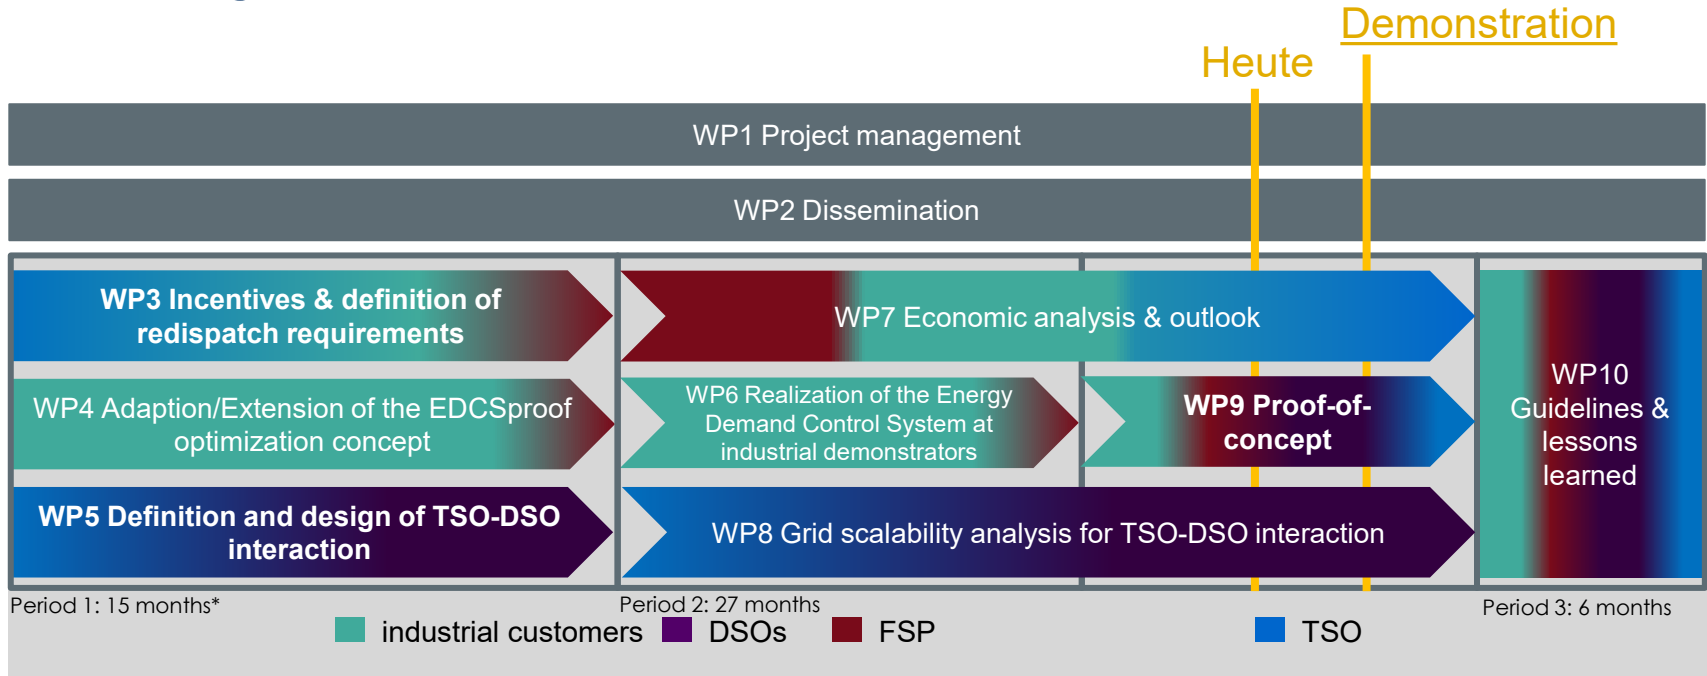 Demonstration
Heute
WP1 Project management
WP2 Dissemination
WP3 Incentives & definition of
redispatch requirements
WP7 Economic analysis & outlook
WP4 Adaption/Extension of the EDCSproof
optimization concept
WP6 Realization of the Energy
Demand Control System at
industrial demonstrators
WP9 Proof-of-
concept
WP5 Definition and design of TSO-DSO
interaction
WP8 Grid scalability analysis for TSO-DSO interaction
WP10
Guidelines &
lessons
learned
Period 1: 15 months*
Period 2: 27 months
Period 3: 6 months
industrial customers
DSOs
FSP
TSO